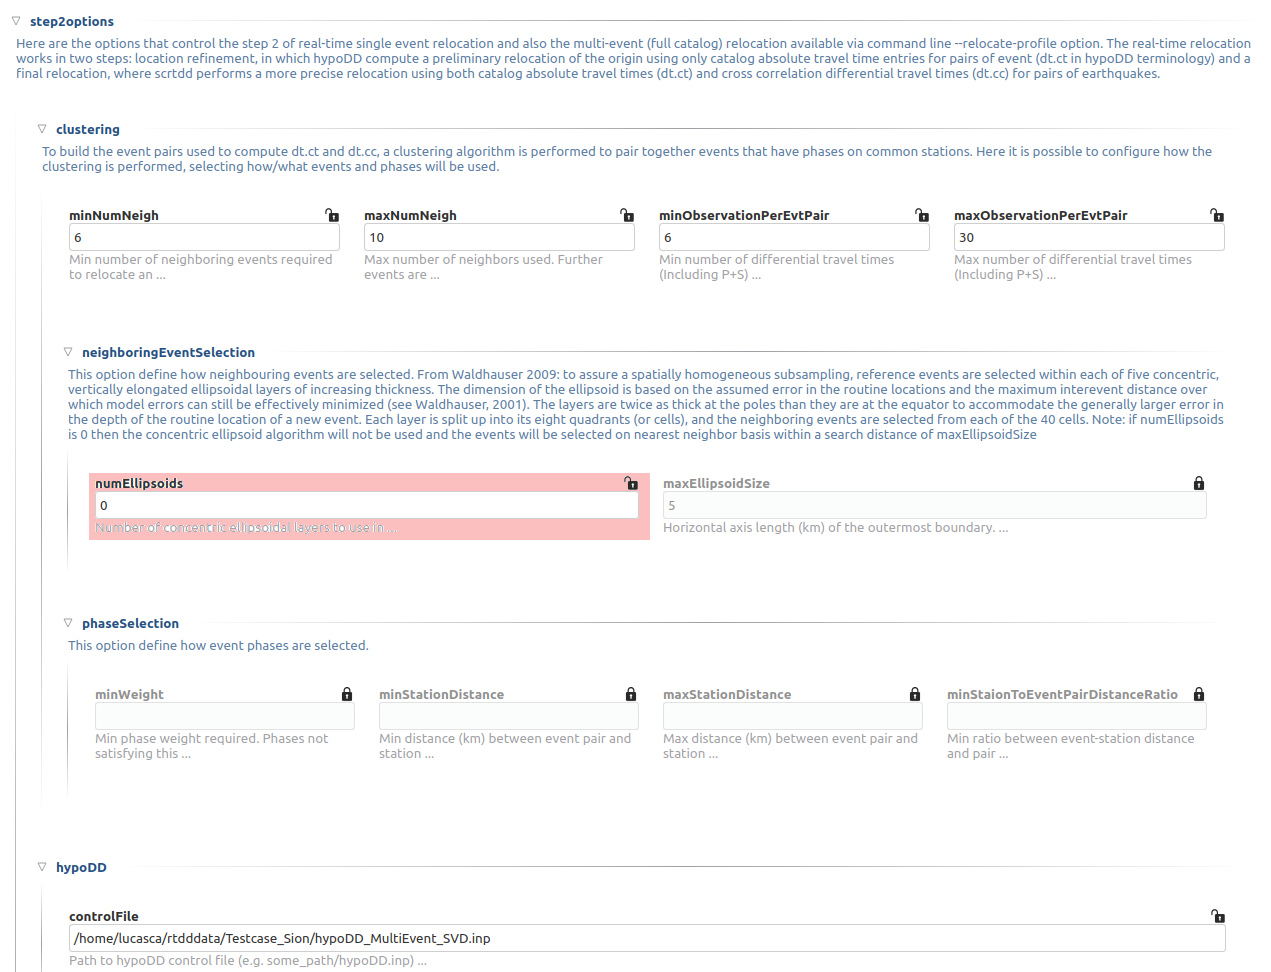 step2options
Here are the options that control the step 2 of real-time single event relocation and also the multi-event (full catalog) relocation available via command line --relocate-profile option. The real-time relocation
works in two steps: location refinement, in which hypoDD compute a preliminary relocation of the origin using only catalog absolute travel time entries for pairs of event (dt.ct in hypoDD terminology) and a
final relocation, where scrtdd performs a more precise relocation using both catalog absolute travel times (dt.ct) and cross correlation differential travel times (dt.cc) for pairs of earthquakes.
clustering
To build the event pairs used to compute dt.ct and dt.cc, a clustering algorithm is performed to pair together events that have phases on common stations. Here it is possible to configure how the
clustering is performed, selecting how/what events and phases will be used.
minNumNeigh maxNumNeigh minObservationPerEvtPair maxObservationPerEvtPair
6 10 6 30
Min number of neighboring events required Max number of neighbors used. Further Min number of differential travel times Max number of differential travel times
to relocate an ... events are ... (Including P+S) ... (Including P+S) ...
neighboringEventSelection
This option define how neighbouring events are selected. From Waldhauser 2009: to assure a spatially homogeneous subsampling, reference events are selected within each of five concentric,
vertically elongated ellipsoidal layers of increasing thickness. The dimension of the ellipsoid is based on the assumed error in the routine locations and the maximum interevent distance over
which model errors can still be effectively minimized (see Waldhauser, 2001). The layers are twice as thick at the poles than they are at the equator to accommodate the generally larger error in
the depth of the routine location of a new event. Each layer is split up into its eight quadrants (or cells), and the neighboring events are selected from each of the 40 cells. Note: if numEllipsoids
is 0 then the concentric ellipsoid algorithm will not be used and the events will be selected on nearest neighbor basis within a search distance of maxEllipsoidSize
numEllipsoids maxEllipsoidSize
0 5
Number of concentric ellipsoidal layers to use in ... Horizontal axis length (km) of the outermost boundary. ...
phaseSelection
This option define how event phases are selected.
minWeight minStationDistance maxStationDistance minStaionToEventPairDistanceRatio
Min phase weight required. Phases not Min distance (km) between event pair and Max distance (km) between event pair and Min ratio between event-station distance
satisfying this ... station ... station ... and pair ...
hypoDD
controlFile
/home/lucasca/rtdddata/Testcase_Sion/hypoDD_MultiEvent_SVD.inp
Path to hypoDD control file (e.g. some_path/hypoDD.inp) ...